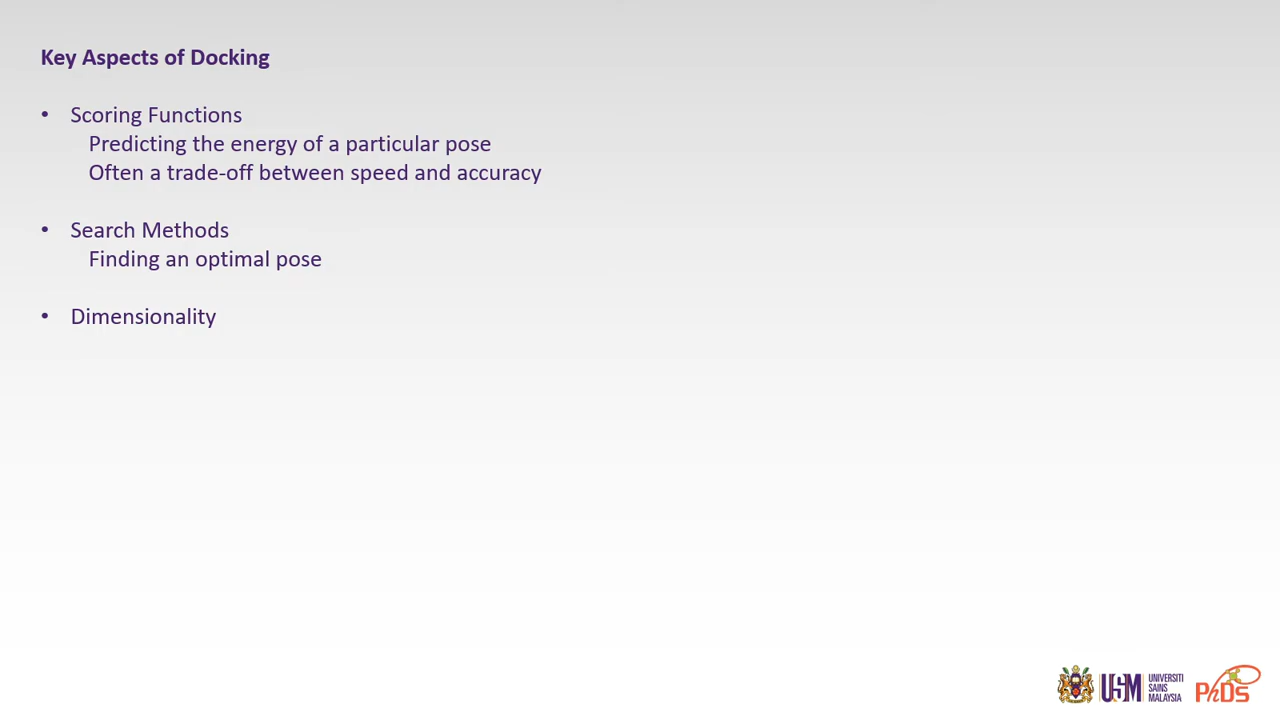 Key Aspects of Docking
• Scoring Functions
Predicting the energy of a particular pose
Often a trade-off between speed and accuracy
• Search Methods
Finding an optimal pose
• Dimensionality
USM
UNIVERSITI
SAINS
MALAYSIA
PhDS